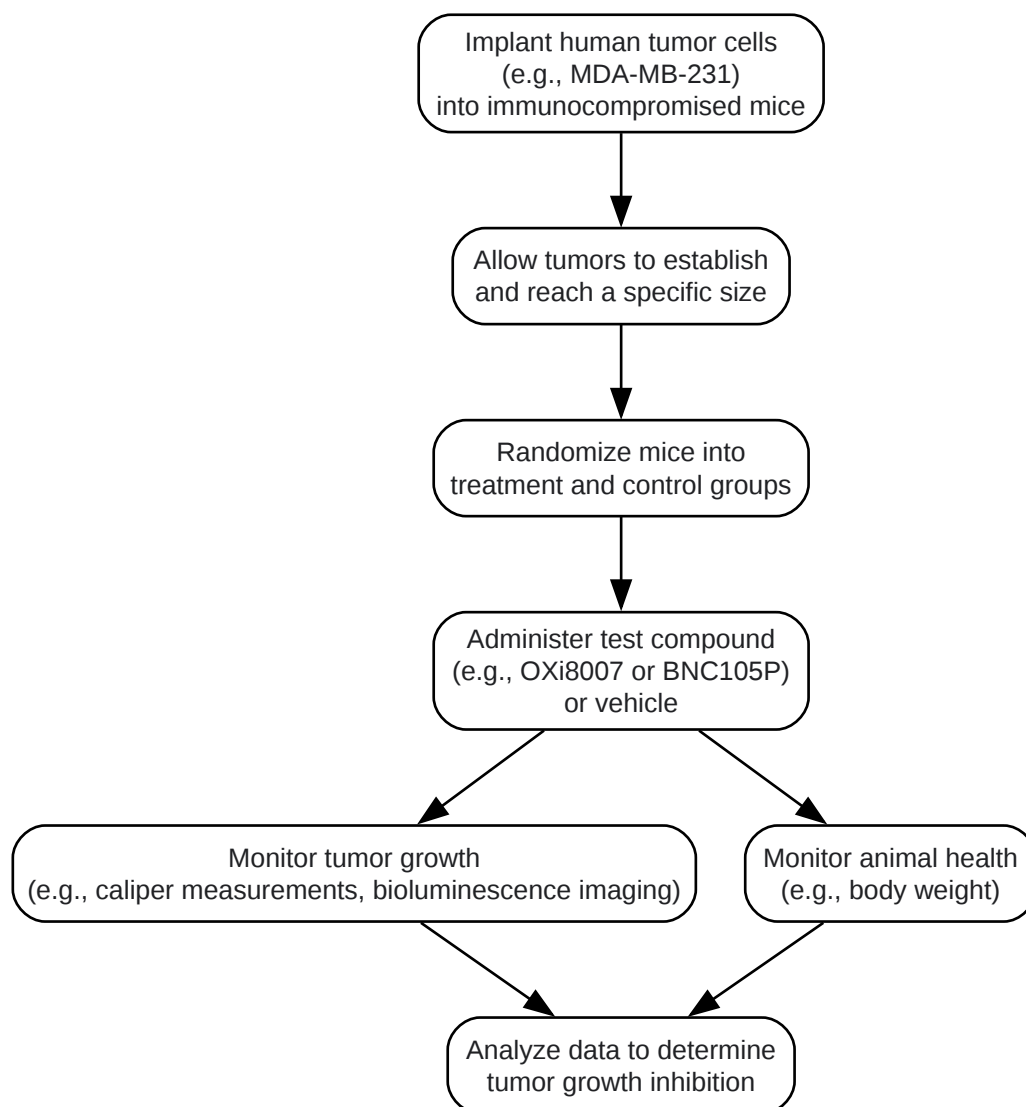 Implant human tumor cells
(e.g., MDA-MB-231)
into immunocompromised mice
Allow tumors to establish
and reach a specific size
Randomize mice into
treatment and control groups
Administer test compound
(e.g., OXi8007 or BNC105P)
or vehicle
Monitor tumor growth
(e.g., caliper measurements, bioluminescence imaging)
Monitor animal health
(e.g., body weight)
Analyze data to determine
tumor growth inhibition